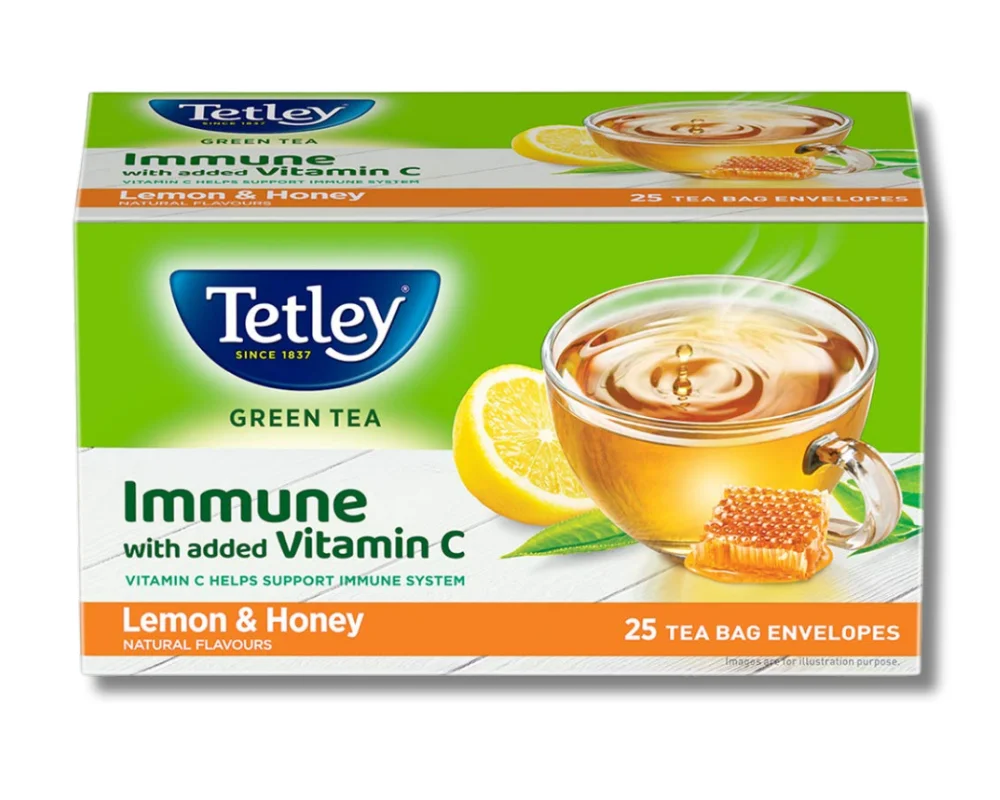 Tetley
SINCE 1837
GREEN TEA
Immune
with added Vitamin C
VITAMIN C HELPS SUPPORT IMMUNE SYSTEM
Lemon & Honey
NATURAL FLAVOURS
25 TEA BAG ENVELOPES
Tetley®
SINCE 1837
GREEN TEA
Immune
with added Vitamin C
VITAMIN C HELPS SUPPORT IMMUNE SYSTEM
Lemon & Honey
NATURAL FLAVOURS
25 TEA BAG ENVELOPES
Images are for illustration purpose.